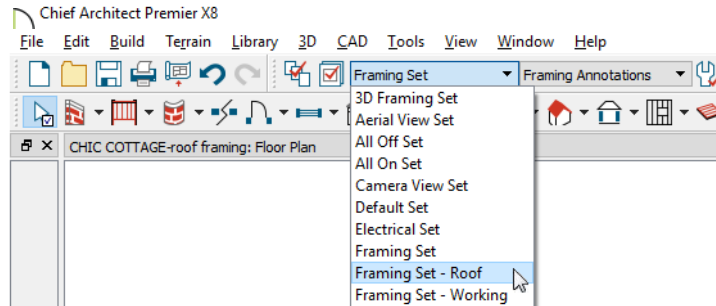 Chief Architect Premier X8
File Edit Build Terrain Library 3D CAD Tools View Window Help
Framing Set Framing Annotations
3D Framing Set
Aerial View Set
CHIC COTTAGE-roof framing: Floor Plan
All Off Set
All On Set
Camera View Set
Default Set
Electrical Set
Framing Set
Framing Set - Roof
Framing Set - Working